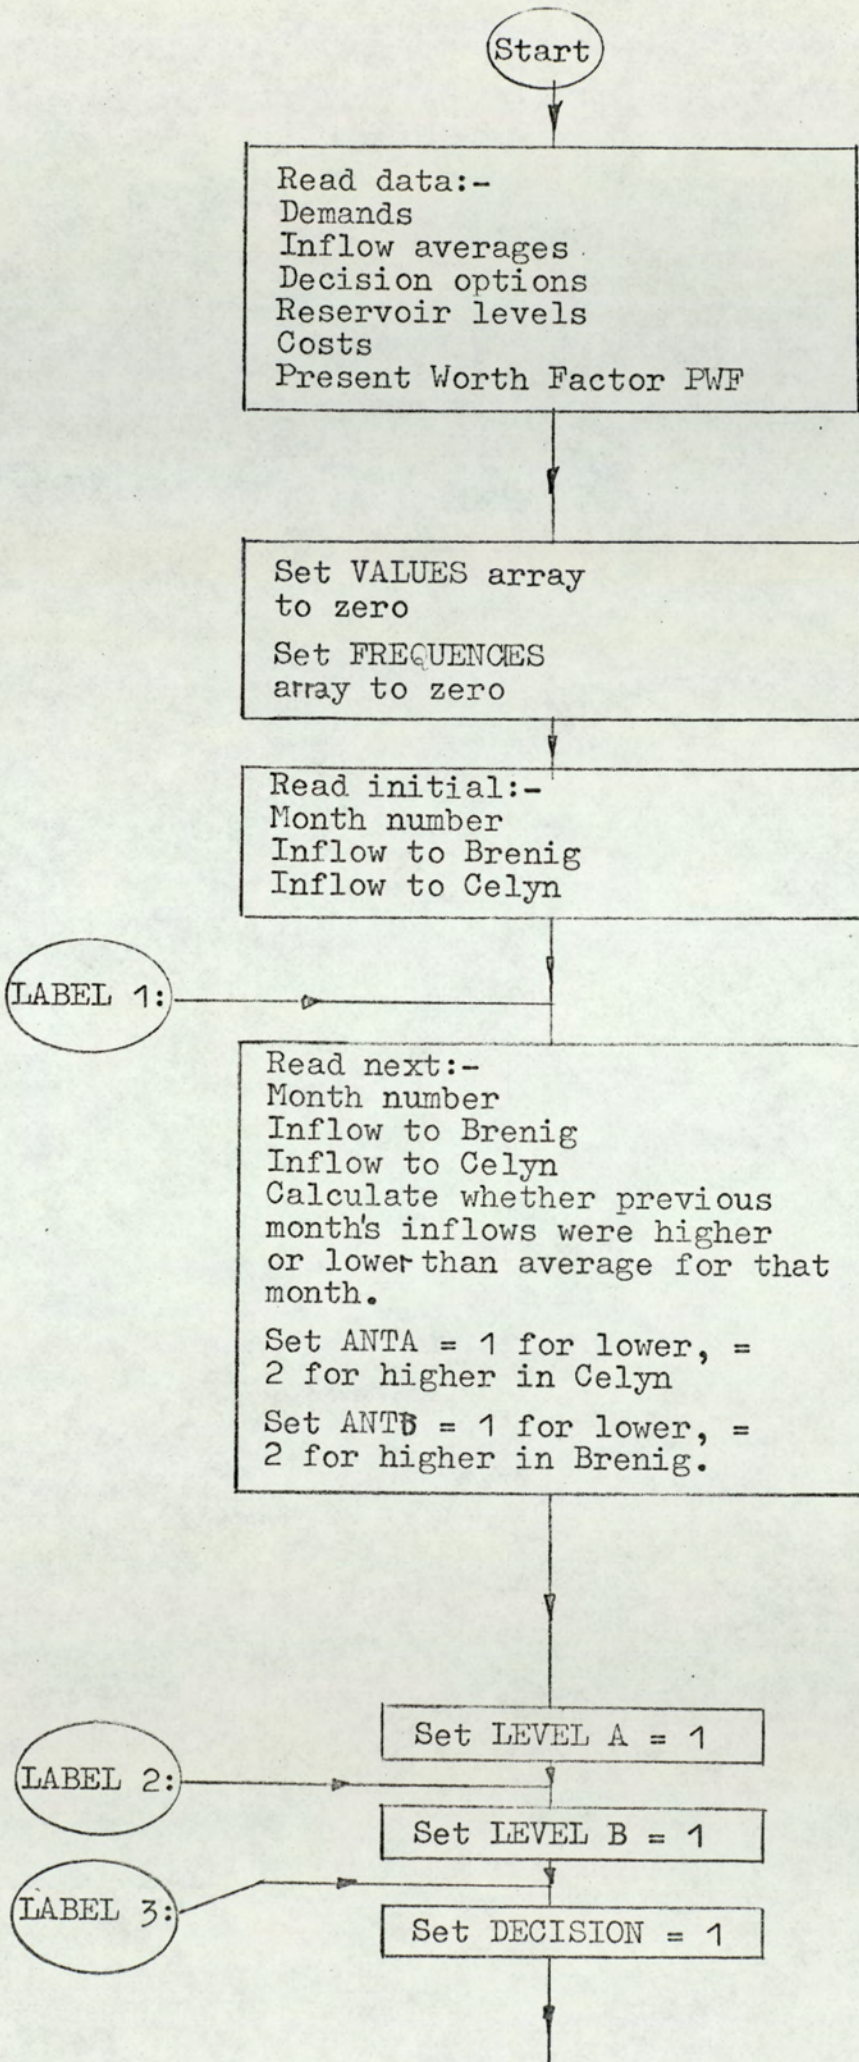 Start
Read data:-
Demands
Inflow averages
Decision options
Reservoir levels
Costs
Present Worth Factor PWF
Set VALUES array
to zero
Set FREQUENCIES
array to zero
Read initial:-
Month number
Inflow to Brenig
Inflow to Celyn
LABEL 1:
Read next:-
Month number
Inflow to Brenig
Inflow to Celyn
Calculate whether previous
month's inflows were higher
or lower than average for that
month.
Set ANTA = 1 for lower, =
2 for higher in Celyn
Set ANTB = 1 for lower, =
2 for higher in Brenig.
Set LEVEL A = 1
LABEL 2:
Set LEVEL B = 1
LABEL 3:
Set DECISION = 1